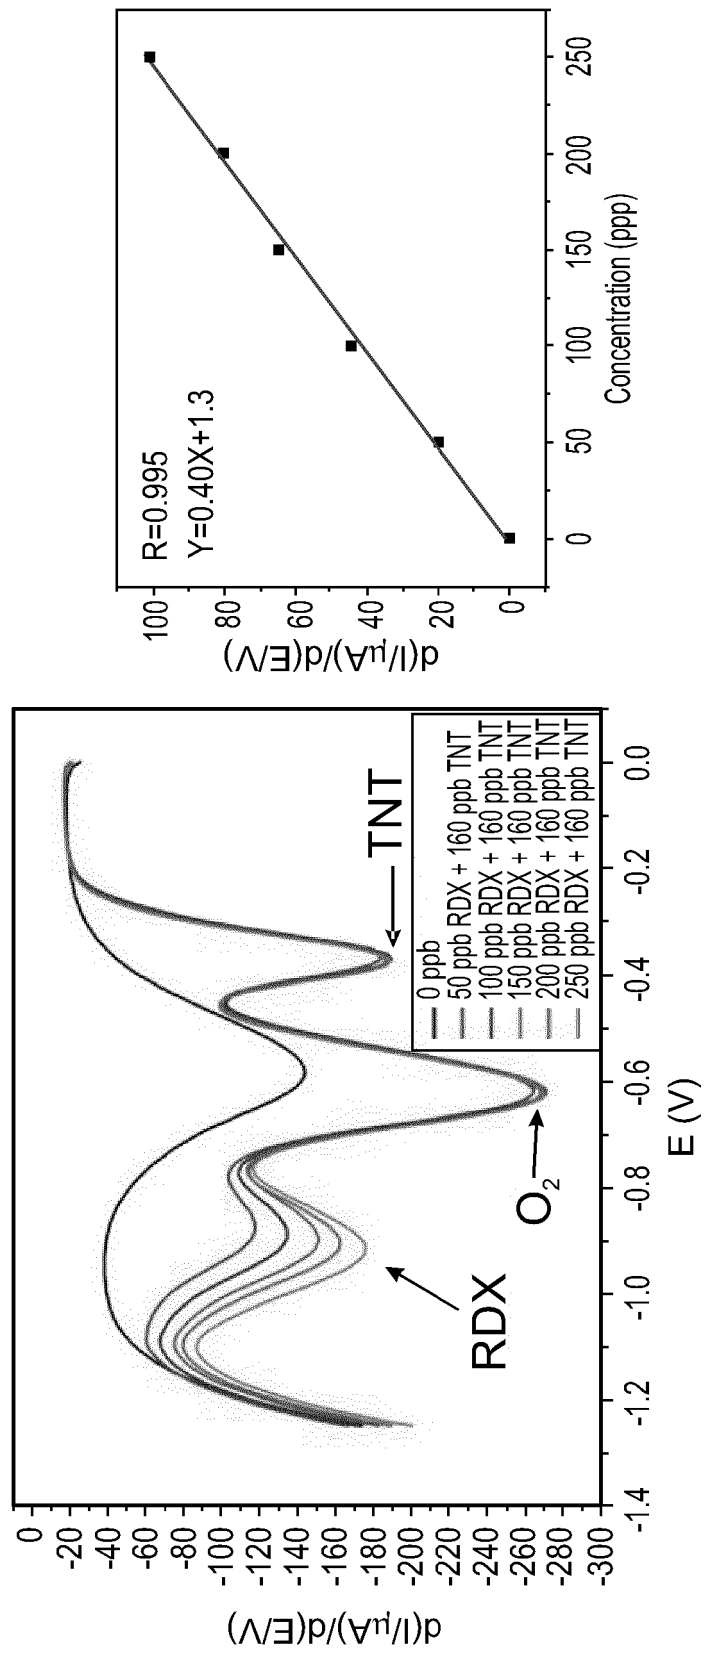 d(I/µA)/d(E/V)
0
-20
-40
-60
-80
-100
-120
-140
-160
-180
-200
-220
-240
-260
-280
-300
-1.4
-1.2
-1.0
-0.8
-0.6
-0.4
-0.2
0.0
E (V)
RDX
O2
TNT
0 ppb
50 ppb RDX + 160 ppb TNT
100 ppb RDX + 160 ppb TNT
150 ppb RDX + 160 ppb TNT
200 ppb RDX + 160 ppb TNT
250 ppb RDX + 160 ppb TNT
d(I/µA)/d(E/V)
100
80
60
40
20
0
R=0.995
Y=0.40X+1.3
0
50
100
150
200
250
Concentration (ppp)